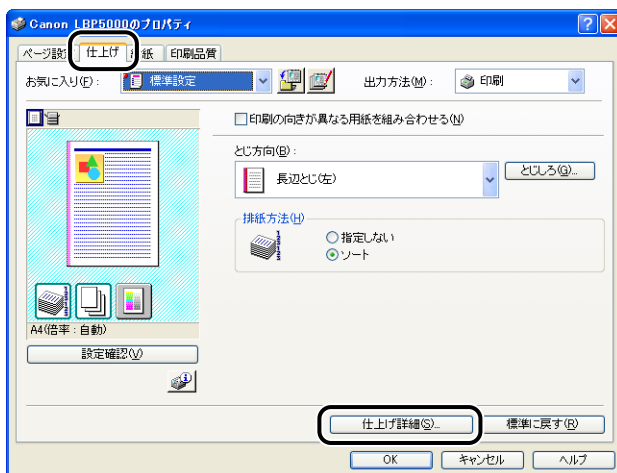 Canon LBP5000のプロパティ
ページ設定 仕上げ 給紙 印刷品質
お気に入り(F): 標準設定 出力方法(M): 印刷
印刷の向きが異なる用紙を組み合わせる(N)
とじ方向(B):
長辺とじ(左) とじしろ(G)...
排紙方法(H)
指定しない
ソート
A4(倍率:自動)
設定確認(V)
仕上げ詳細(S)... 標準に戻す(R)
OK キャンセル ヘルプ